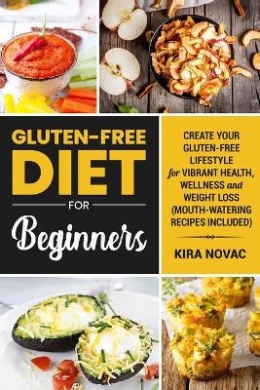 GLUTEN-FREE
DIET
FOR
Beginners
CREATE YOUR
GLUTEN-FREE
LIFESTYLE
for VIBRANT HEALTH,
WELLNESS and
WEIGHT LOSS
(MOUTH-WATERING
RECIPES INCLUDED)
KIRA NOVAC